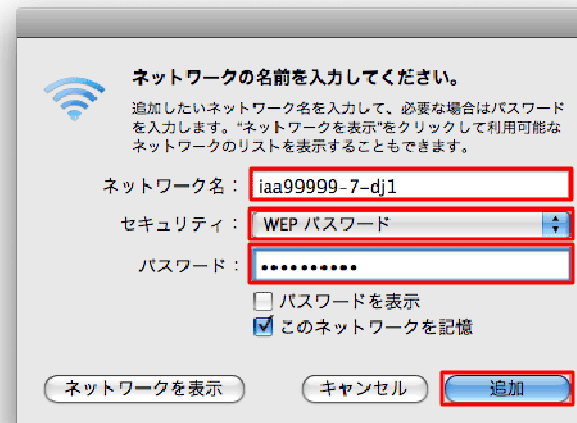 ネットワークの名前を入力してください。
追加したいネットワーク名を入力して、必要な場合はパスワード
を入力します。"ネットワークを表示"をクリックして利用可能な
ネットワークのリストを表示することもできます。
ネットワーク名： iaa99999-7-dj1
セキュリティ： WEP パスワード
パスワード： ••••••••••
パスワードを表示
このネットワークを記憶
ネットワークを表示 キャンセル 追加